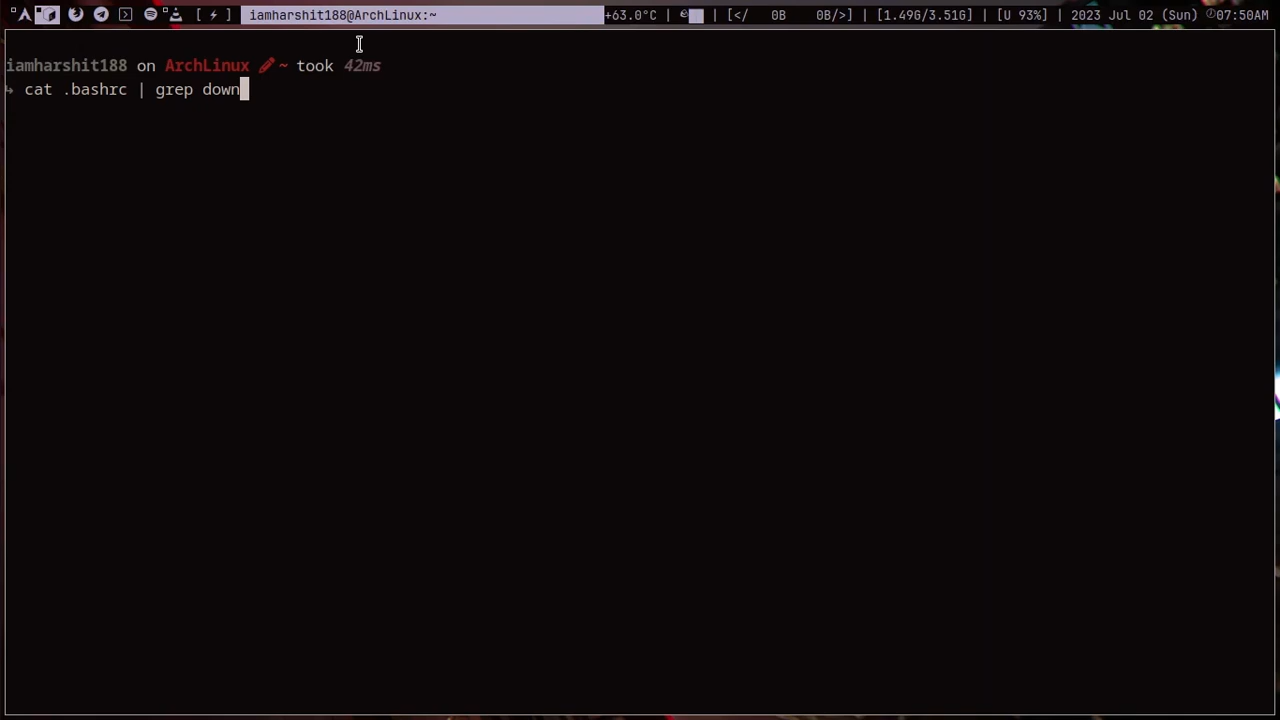 [ ⚡ ] iamharshit188@ArchLinux:~ +63.0°C | | [</ 0B 0B/>] | [1.49G/3.51G] | [U 93%] | 2023 Jul 02 (Sun) 07:50AM
iamharshit188 on ArchLinux ~ took 42ms
↳ cat .bashrc | grep down